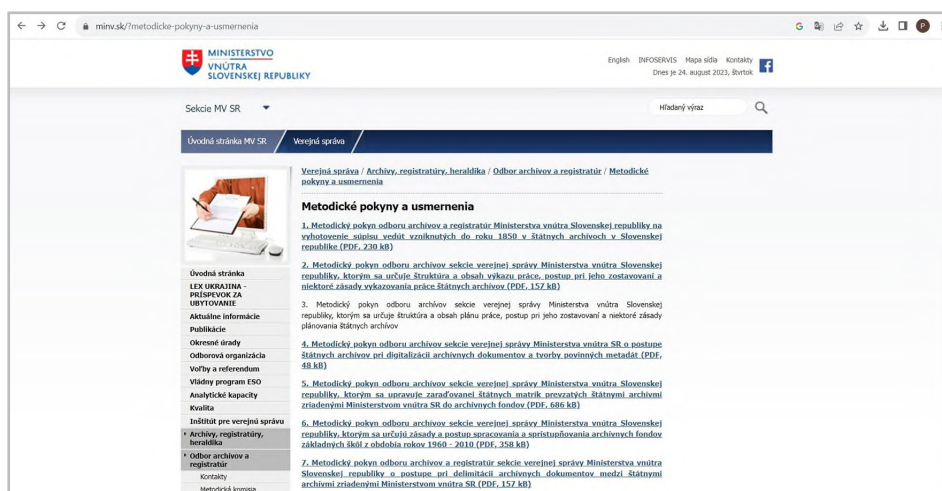 minv.sk/?metodicke-pokyny-a-usmernenia
P
MINISTERSTVO
VNÚTRA
SLOVENSKEJ REPUBLIKY
English INFOSERVIS Mapa sídla Kontakty
Dnes je 24. august 2023, štvrtok
Sekcie MV SR
Hľadaný výraz
Úvodná stránka MV SR
Verejná správa
Verejná správa / Archívy, registratúry, heraldika / Odbor archívov a registratúr / Metodické
pokyny a usmernenia
Metodické pokyny a usmernenia
1. Metodický pokyn odboru archívov a registratúr Ministerstva vnútra Slovenskej republiky na
vyhotovenie súpisu vedút vzniknutých do roku 1850 v štátnych archívoch v Slovenskej
republike (PDF, 230 kB)
2. Metodický pokyn odboru archívov sekcie verejnej správy Ministerstva vnútra Slovenskej
republiky, ktorým sa určuje štruktúra a obsah výkazu práce, postup pri jeho zostavovaní a
niektoré zásady vykazovania práce štátnych archívov (PDF, 157 kB)
3. Metodický pokyn odboru archívov sekcie verejnej správy Ministerstva vnútra Slovenskej
republiky, ktorým sa určuje štruktúra a obsah plánu práce, postup pri jeho zostavovaní a niektoré zásady
plánovania štátnych archívov
4. Metodický pokyn odboru archívov sekcie verejnej správy Ministerstva vnútra SR o postupe
štátnych archívov pri digitalizácii archívnych dokumentov a tvorby povinných metadát (PDF,
48 kB)
5. Metodický pokyn odboru archívov sekcie verejnej správy Ministerstva vnútra Slovenskej
republiky, ktorým sa upravuje zaraďovanei štátnych matrík prevzatých štátnymi archívmi
zriadenými Ministerstvom vnútra SR do archívnych fondov (PDF, 686 kB)
6. Metodický pokyn odboru archívov sekcie verejnej správy Ministerstva vnútra Slovenskej
republiky, ktorým sa určujú zásady a postup spracovania a sprístupňovania archívnych fondov
základných škôl z obdobia rokov 1960 - 2010 (PDF, 358 kB)
7. Metodický pokyn odboru archívov a registratúr sekcie verejnej správy Ministerstva vnútra
Slovenskej republiky o postupe pri delimitácii archívnych dokumentov medzi štátnymi
archívmi zriadenými Ministerstvom vnútra SR (PDF, 157 kB)
Úvodná stránka
LEX UKRAJINA -
PRÍSPEVOK ZA
UBYTOVANIE
Aktuálne informácie
Publikácie
Okresné úrady
Odborová organizácia
Voľby a referendum
Vládny program ESO
Analytické kapacity
Kvalita
Inštitút pre verejnú správu
Archívy, registratúry,
heraldika
Odbor archívov a
registratúr
Kontakty
Metodická komisia